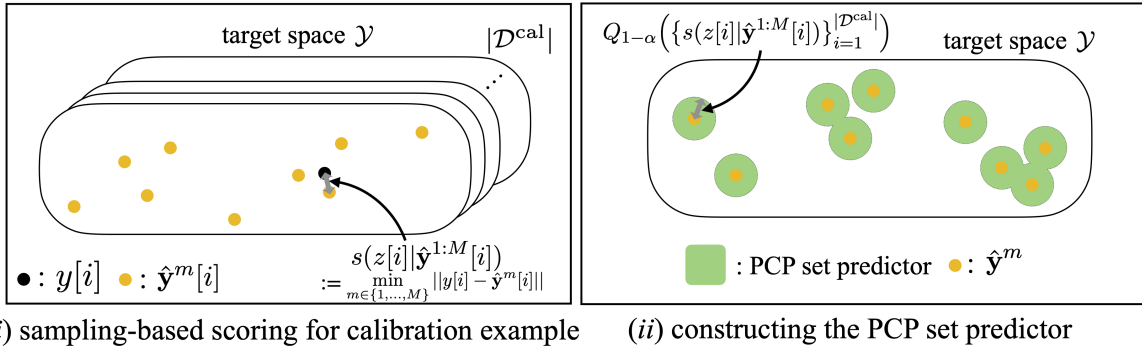 target space 𝒴
|𝒟^cal|
s(z[i]|ŷ^{1:M}[i])
:= min_{m∈{1,...,M}} ||y[i] − ŷ^m[i]||
: y[i] : ŷ^m[i]
) sampling-based scoring for calibration example
Q_{1−α}({s(z[i]|ŷ^{1:M}[i])}_{i=1}^{|𝒟^cal|})
target space 𝒴
: PCP set predictor : ŷ^m
(ii) constructing the PCP set predictor